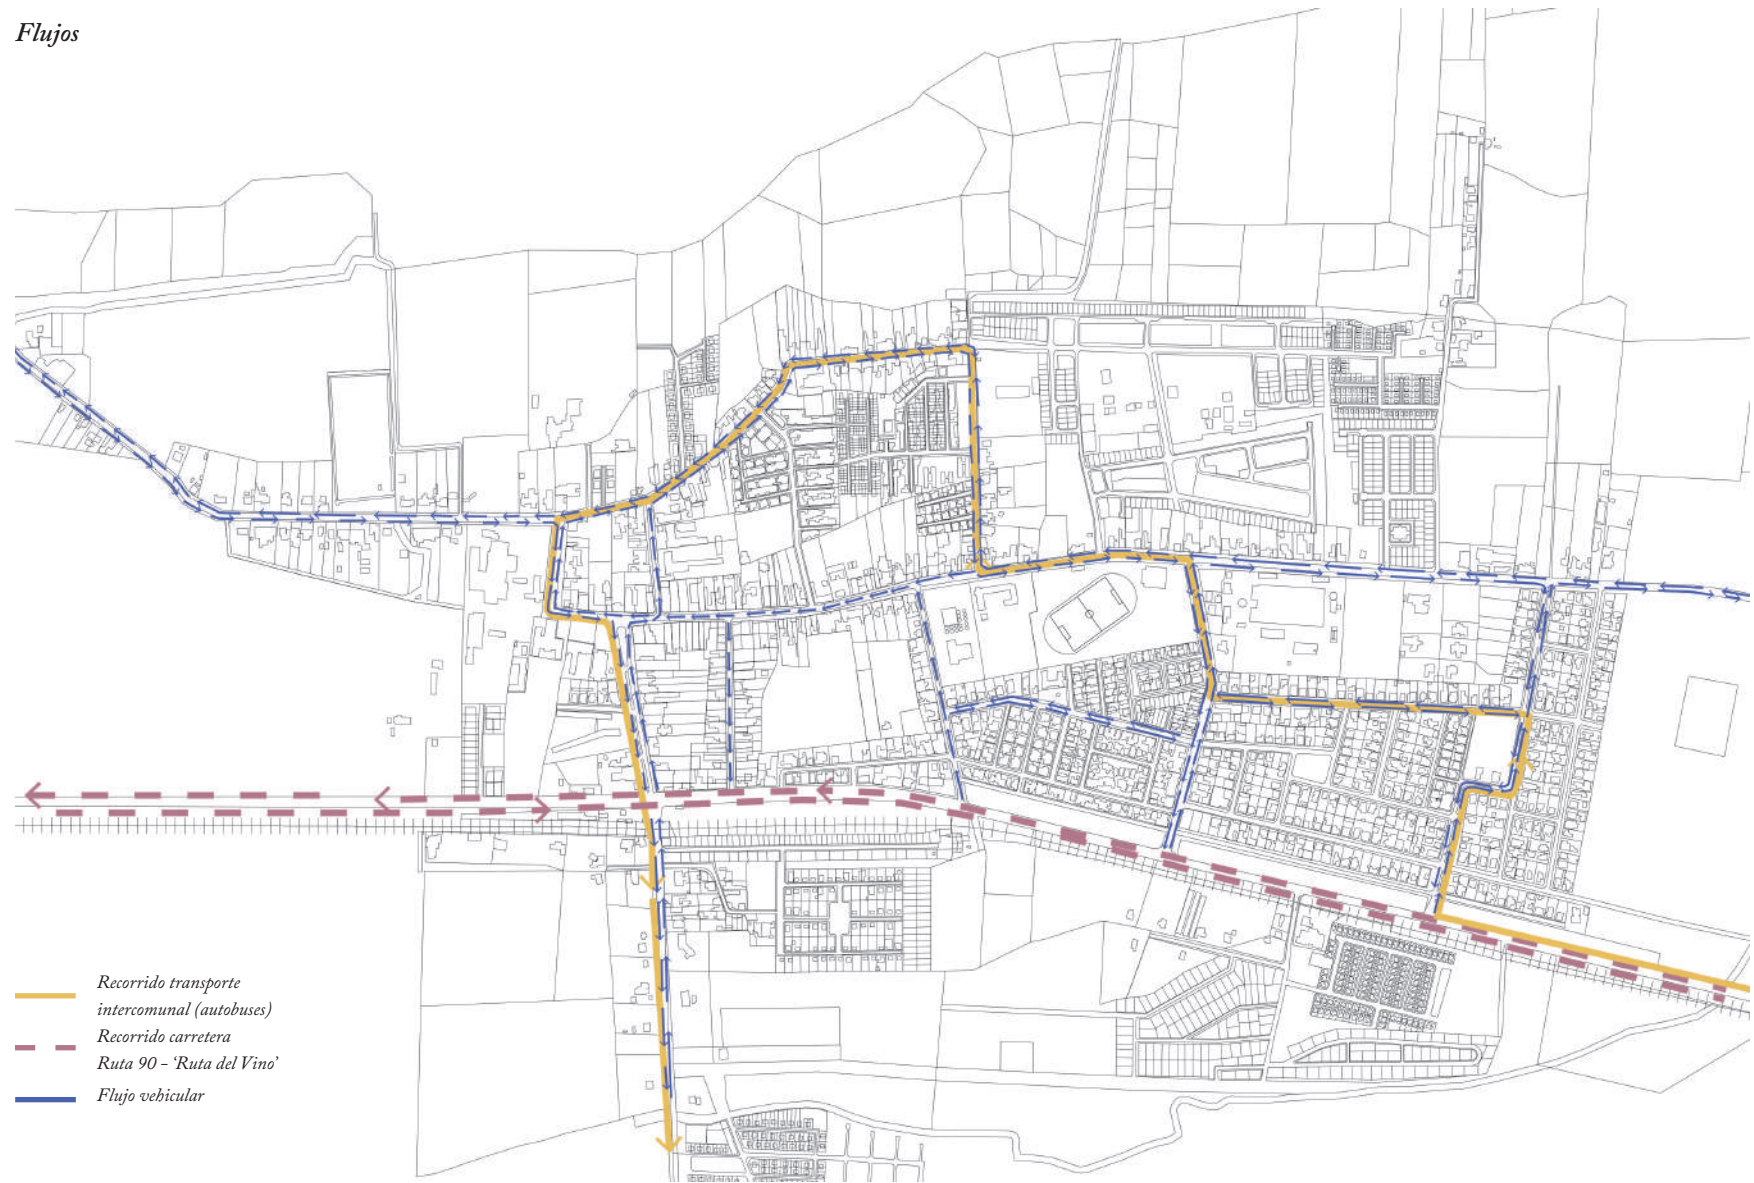 Flujos
Recorrido transporte
intercomunal (autobuses)
Recorrido carretera
Ruta 90 - ‘Ruta del Vino’
Flujo vehicular